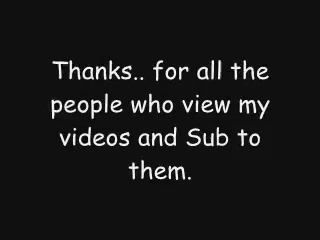 Thanks.. for all the
people who view my
videos and Sub to
them.